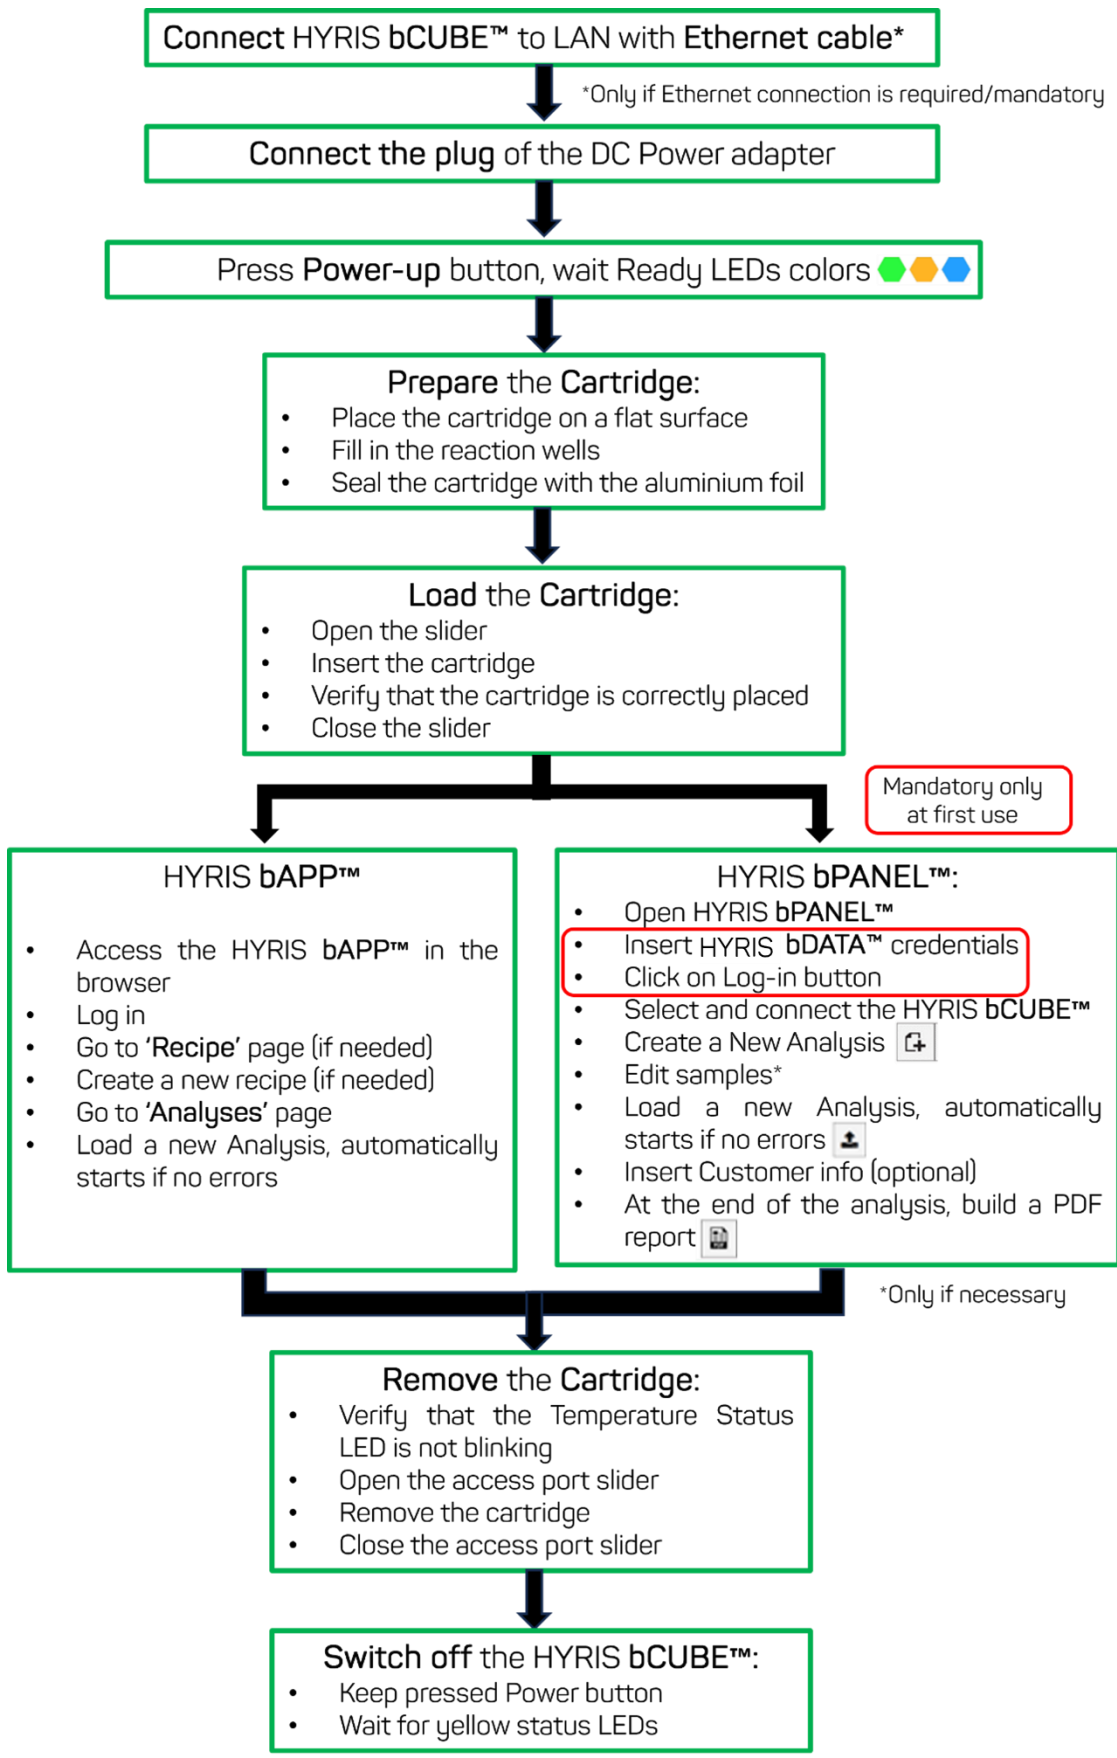 Connect HYRIS bCUBE™ to LAN with Ethernet cable*
*Only if Ethernet connection is required/mandatory
Connect the plug of the DC Power adapter
Press Power-up button, wait Ready LEDs colors
Prepare the Cartridge:
• Place the cartridge on a flat surface
• Fill in the reaction wells
• Seal the cartridge with the aluminium foil
Load the Cartridge:
• Open the slider
• Insert the cartridge
• Verify that the cartridge is correctly placed
• Close the slider
Mandatory only
at first use
HYRIS bAPP™
• Access the HYRIS bAPP™ in the
browser
• Log in
• Go to 'Recipe' page (if needed)
• Create a new recipe (if needed)
• Go to 'Analyses' page
• Load a new Analysis, automatically
starts if no errors
HYRIS bPANEL™:
• Open HYRIS bPANEL™
• Insert HYRIS bDATA™ credentials
• Click on Log-in button
• Select and connect the HYRIS bCUBE™
• Create a New Analysis
• Edit samples*
• Load a new Analysis, automatically
starts if no errors
• Insert Customer info (optional)
• At the end of the analysis, build a PDF
report
*Only if necessary
Remove the Cartridge:
• Verify that the Temperature Status
LED is not blinking
• Open the access port slider
• Remove the cartridge
• Close the access port slider
Switch off the HYRIS bCUBE™:
• Keep pressed Power button
• Wait for yellow status LEDs